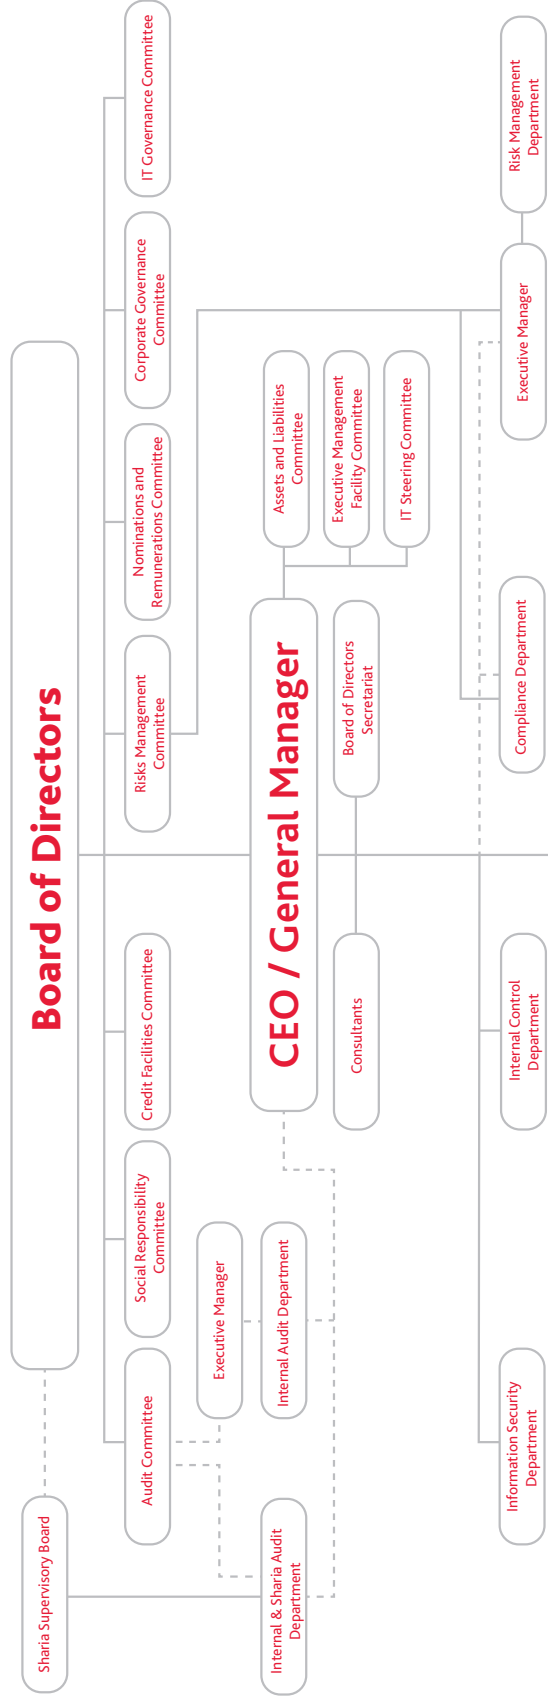 Board of Directors
Sharia Supervisory Board
Audit Committee
Social Responsibility
Committee
Credit Facilities Committee
Risks Management
Committee
Nominations and
Remunerations Committee
Corporate Governance
Committee
IT Governance Committee
Executive Manager
Internal & Sharia Audit
Department
Internal Audit Department
CEO / General Manager
Assets and Liabilities
Committee
Executive Management
Facility Committee
IT Steering Committee
Consultants
Board of Directors
Secretariat
Information Security
Department
Internal Control
Department
Compliance Department
Executive Manager
Risk Management
Department